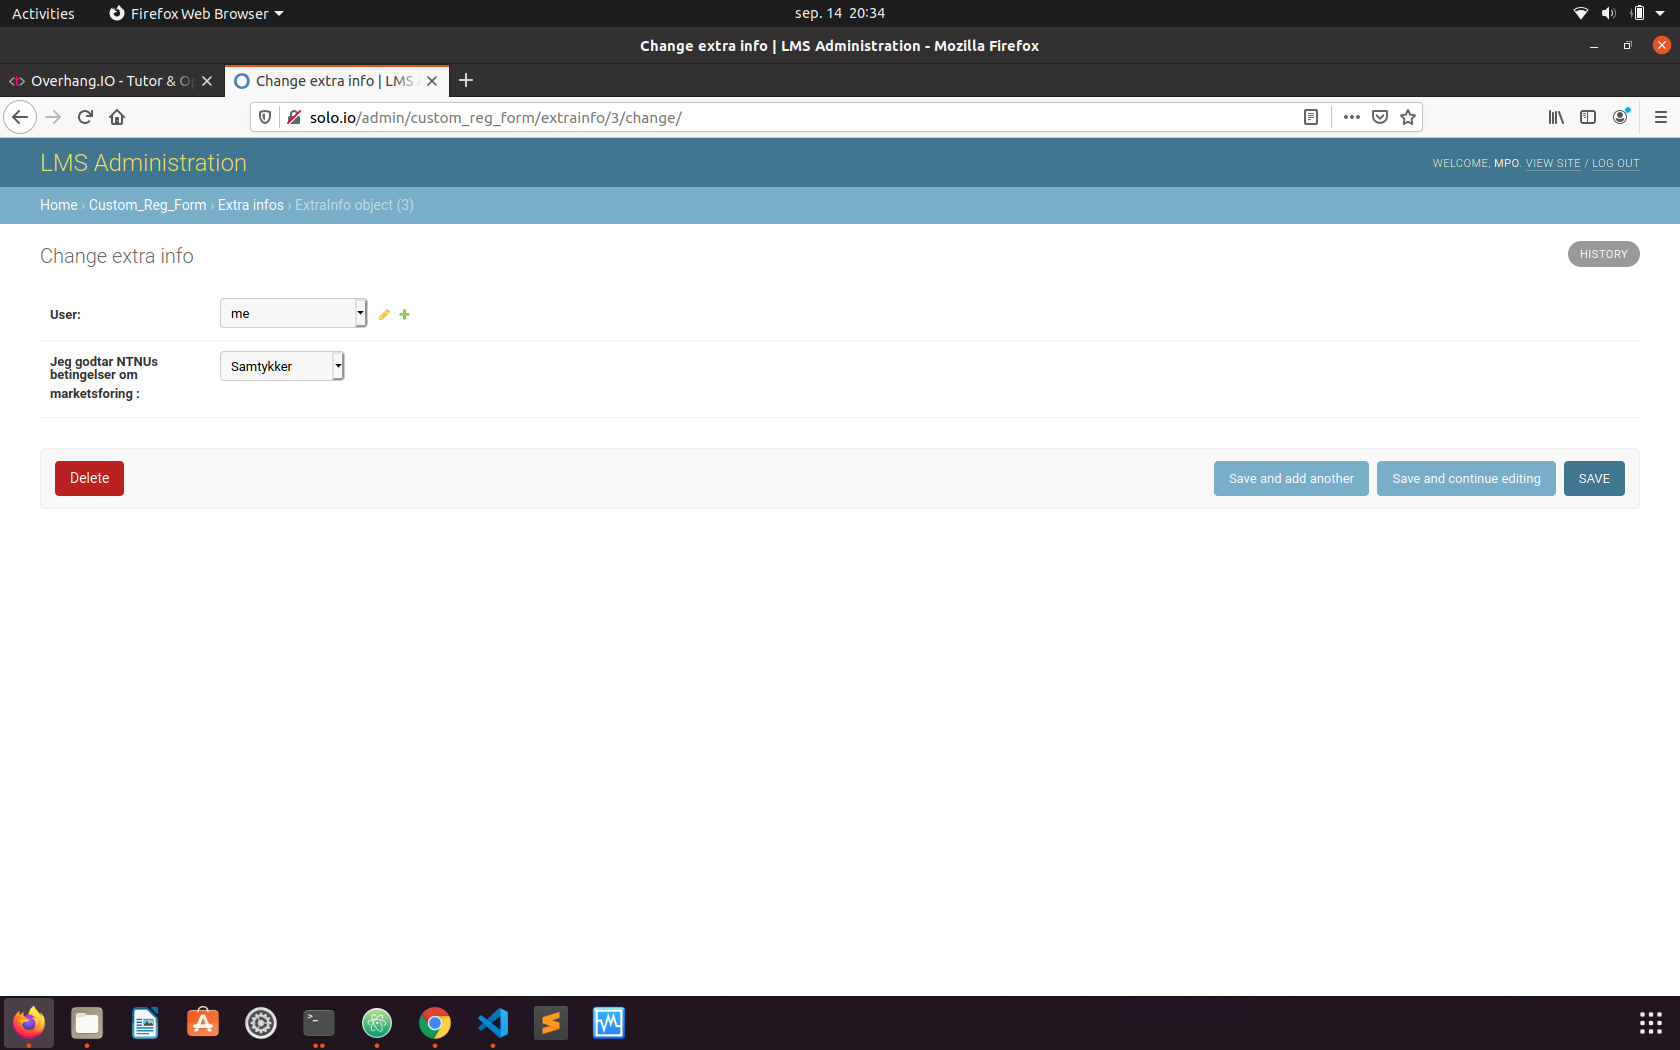 Activities
Firefox Web Browser
sep. 14 20:34
Change extra info | LMS Administration - Mozilla Firefox
Overhang.IO - Tutor & O
Change extra info | LMS
solo.io/admin/custom_reg_form/extrainfo/3/change/
LMS Administration
WELCOME, MPO. VIEW SITE / LOG OUT
Home › Custom_Reg_Form › Extra infos › ExtraInfo object (3)
Change extra info
HISTORY
User:
me
Jeg godtar NTNUs
betingelser om
marketsforing :
Samtykker
Delete
Save and add another
Save and continue editing
SAVE